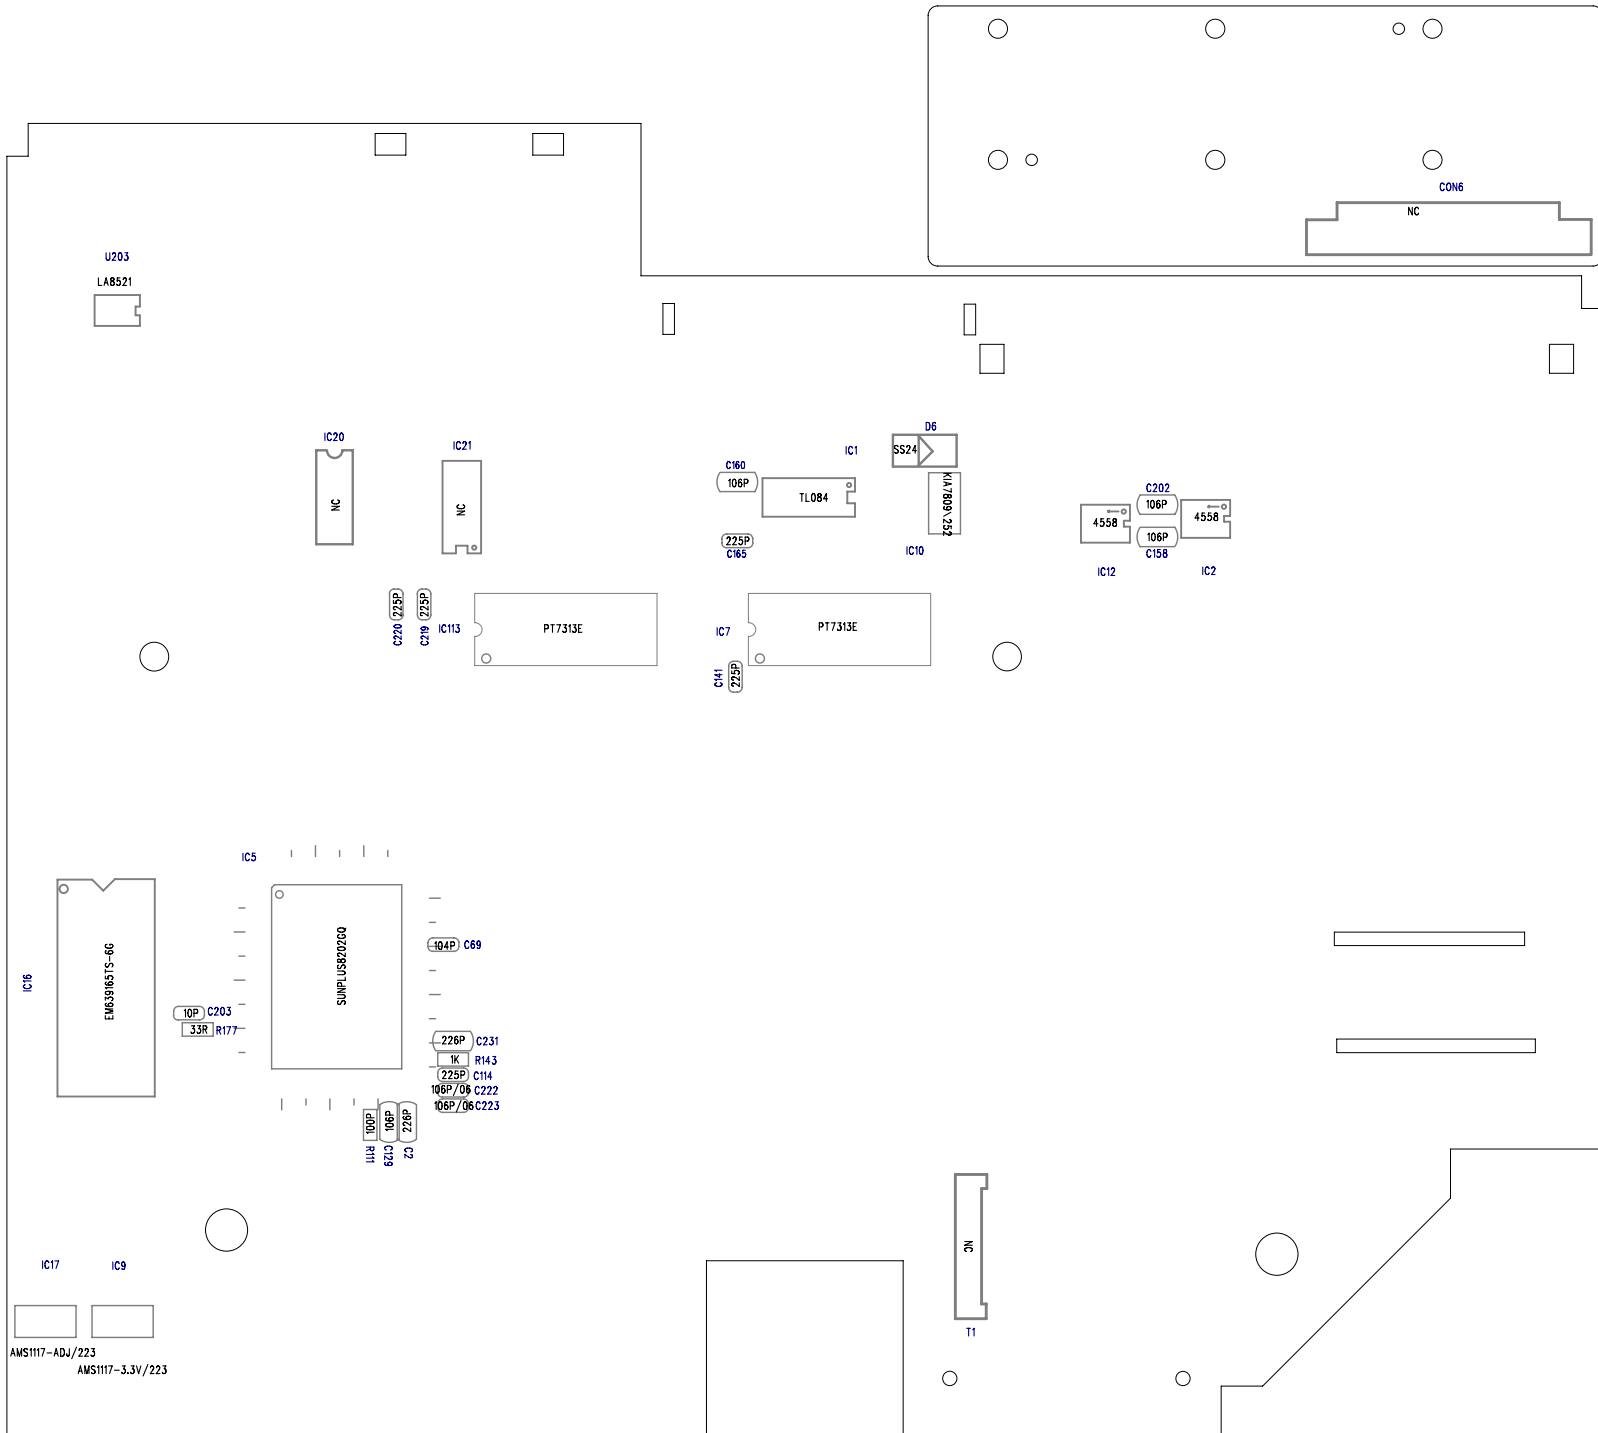 CON6
NC
U203
LA8521
IC20
NC
IC21
NC
IC1
D6
SS24
C160
106P
TL084
KIA7809\252
225P
C165
IC10
C202
106P
4558
4558
106P
C158
IC12
IC2
225P
225P
C220
C219
IC113
PT7313E
IC7
PT7313E
C141
225P
IC5
IC16
EM639165TS-6G
SUNPLUS8202GQ
104P C69
10P C203
33R R177
226P C231
1K R143
225P C114
106P/06 C222
106P/06 C223
100P
106P
226P
R111
C129
C2
IC17
IC9
AMS1117-ADJ/223
AMS1117-3.3V/223
NC
T1